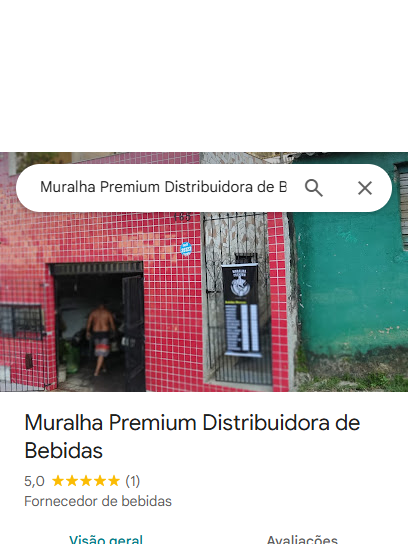 Muralha Premium Distribuidora de B
Muralha Premium Distribuidora de
Bebidas
5,0 ★★★★★ (1)
Fornecedor de bebidas
Visão geral
Avaliações